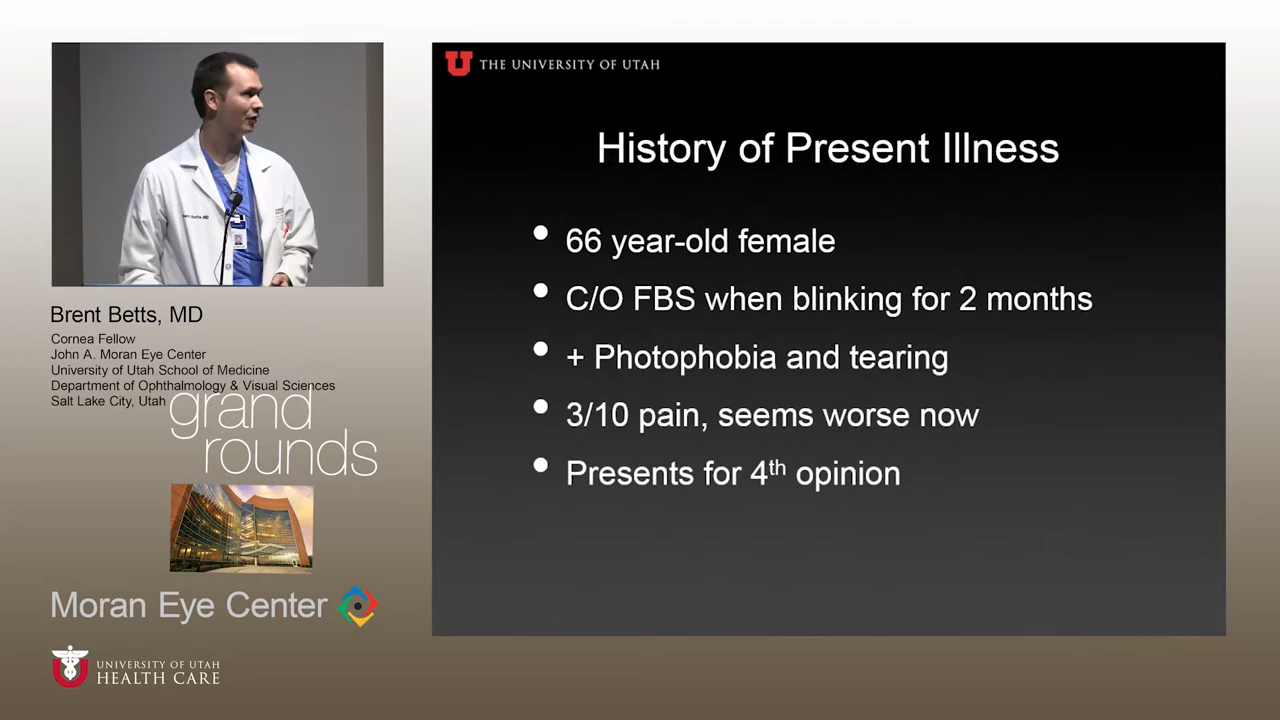 THE UNIVERSITY OF UTAH
History of Present Illness
• 66 year-old female
• C/O FBS when blinking for 2 months
• + Photophobia and tearing
• 3/10 pain, seems worse now
• Presents for 4th opinion
Brent Betts, MD
Brent Betts, MD
Cornea Fellow
John A. Moran Eye Center
University of Utah School of Medicine
Department of Ophthalmology & Visual Sciences
Salt Lake City, Utah
grand
rounds
Moran Eye Center
UNIVERSITY OF UTAH
HEALTH CARE